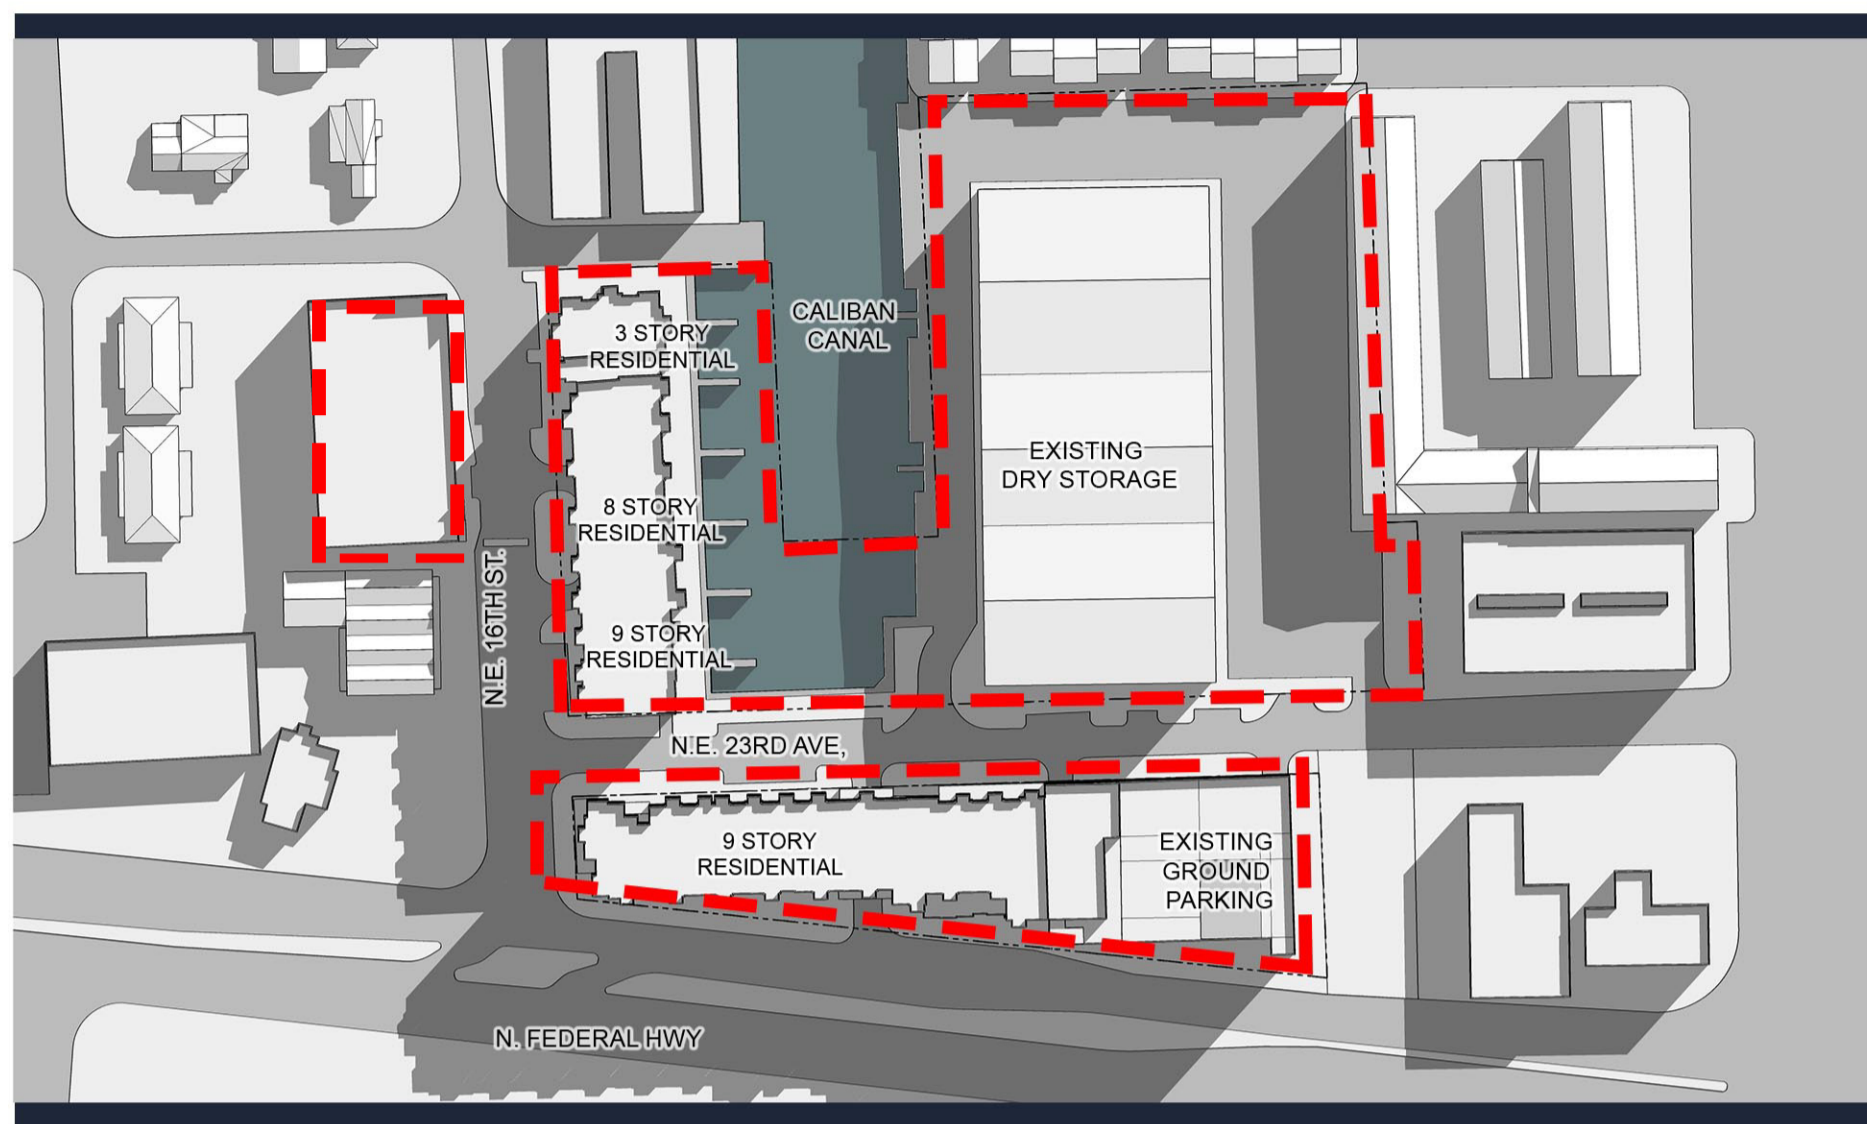 CALIBAN
CANAL
3 STORY
RESIDENTIAL
EXISTING
DRY STORAGE
8 STORY
RESIDENTIAL
N.E. 16TH ST.
9 STORY
RESIDENTIAL
N.E. 23RD AVE,
9 STORY
RESIDENTIAL
EXISTING
GROUND
PARKING
N. FEDERAL HWY